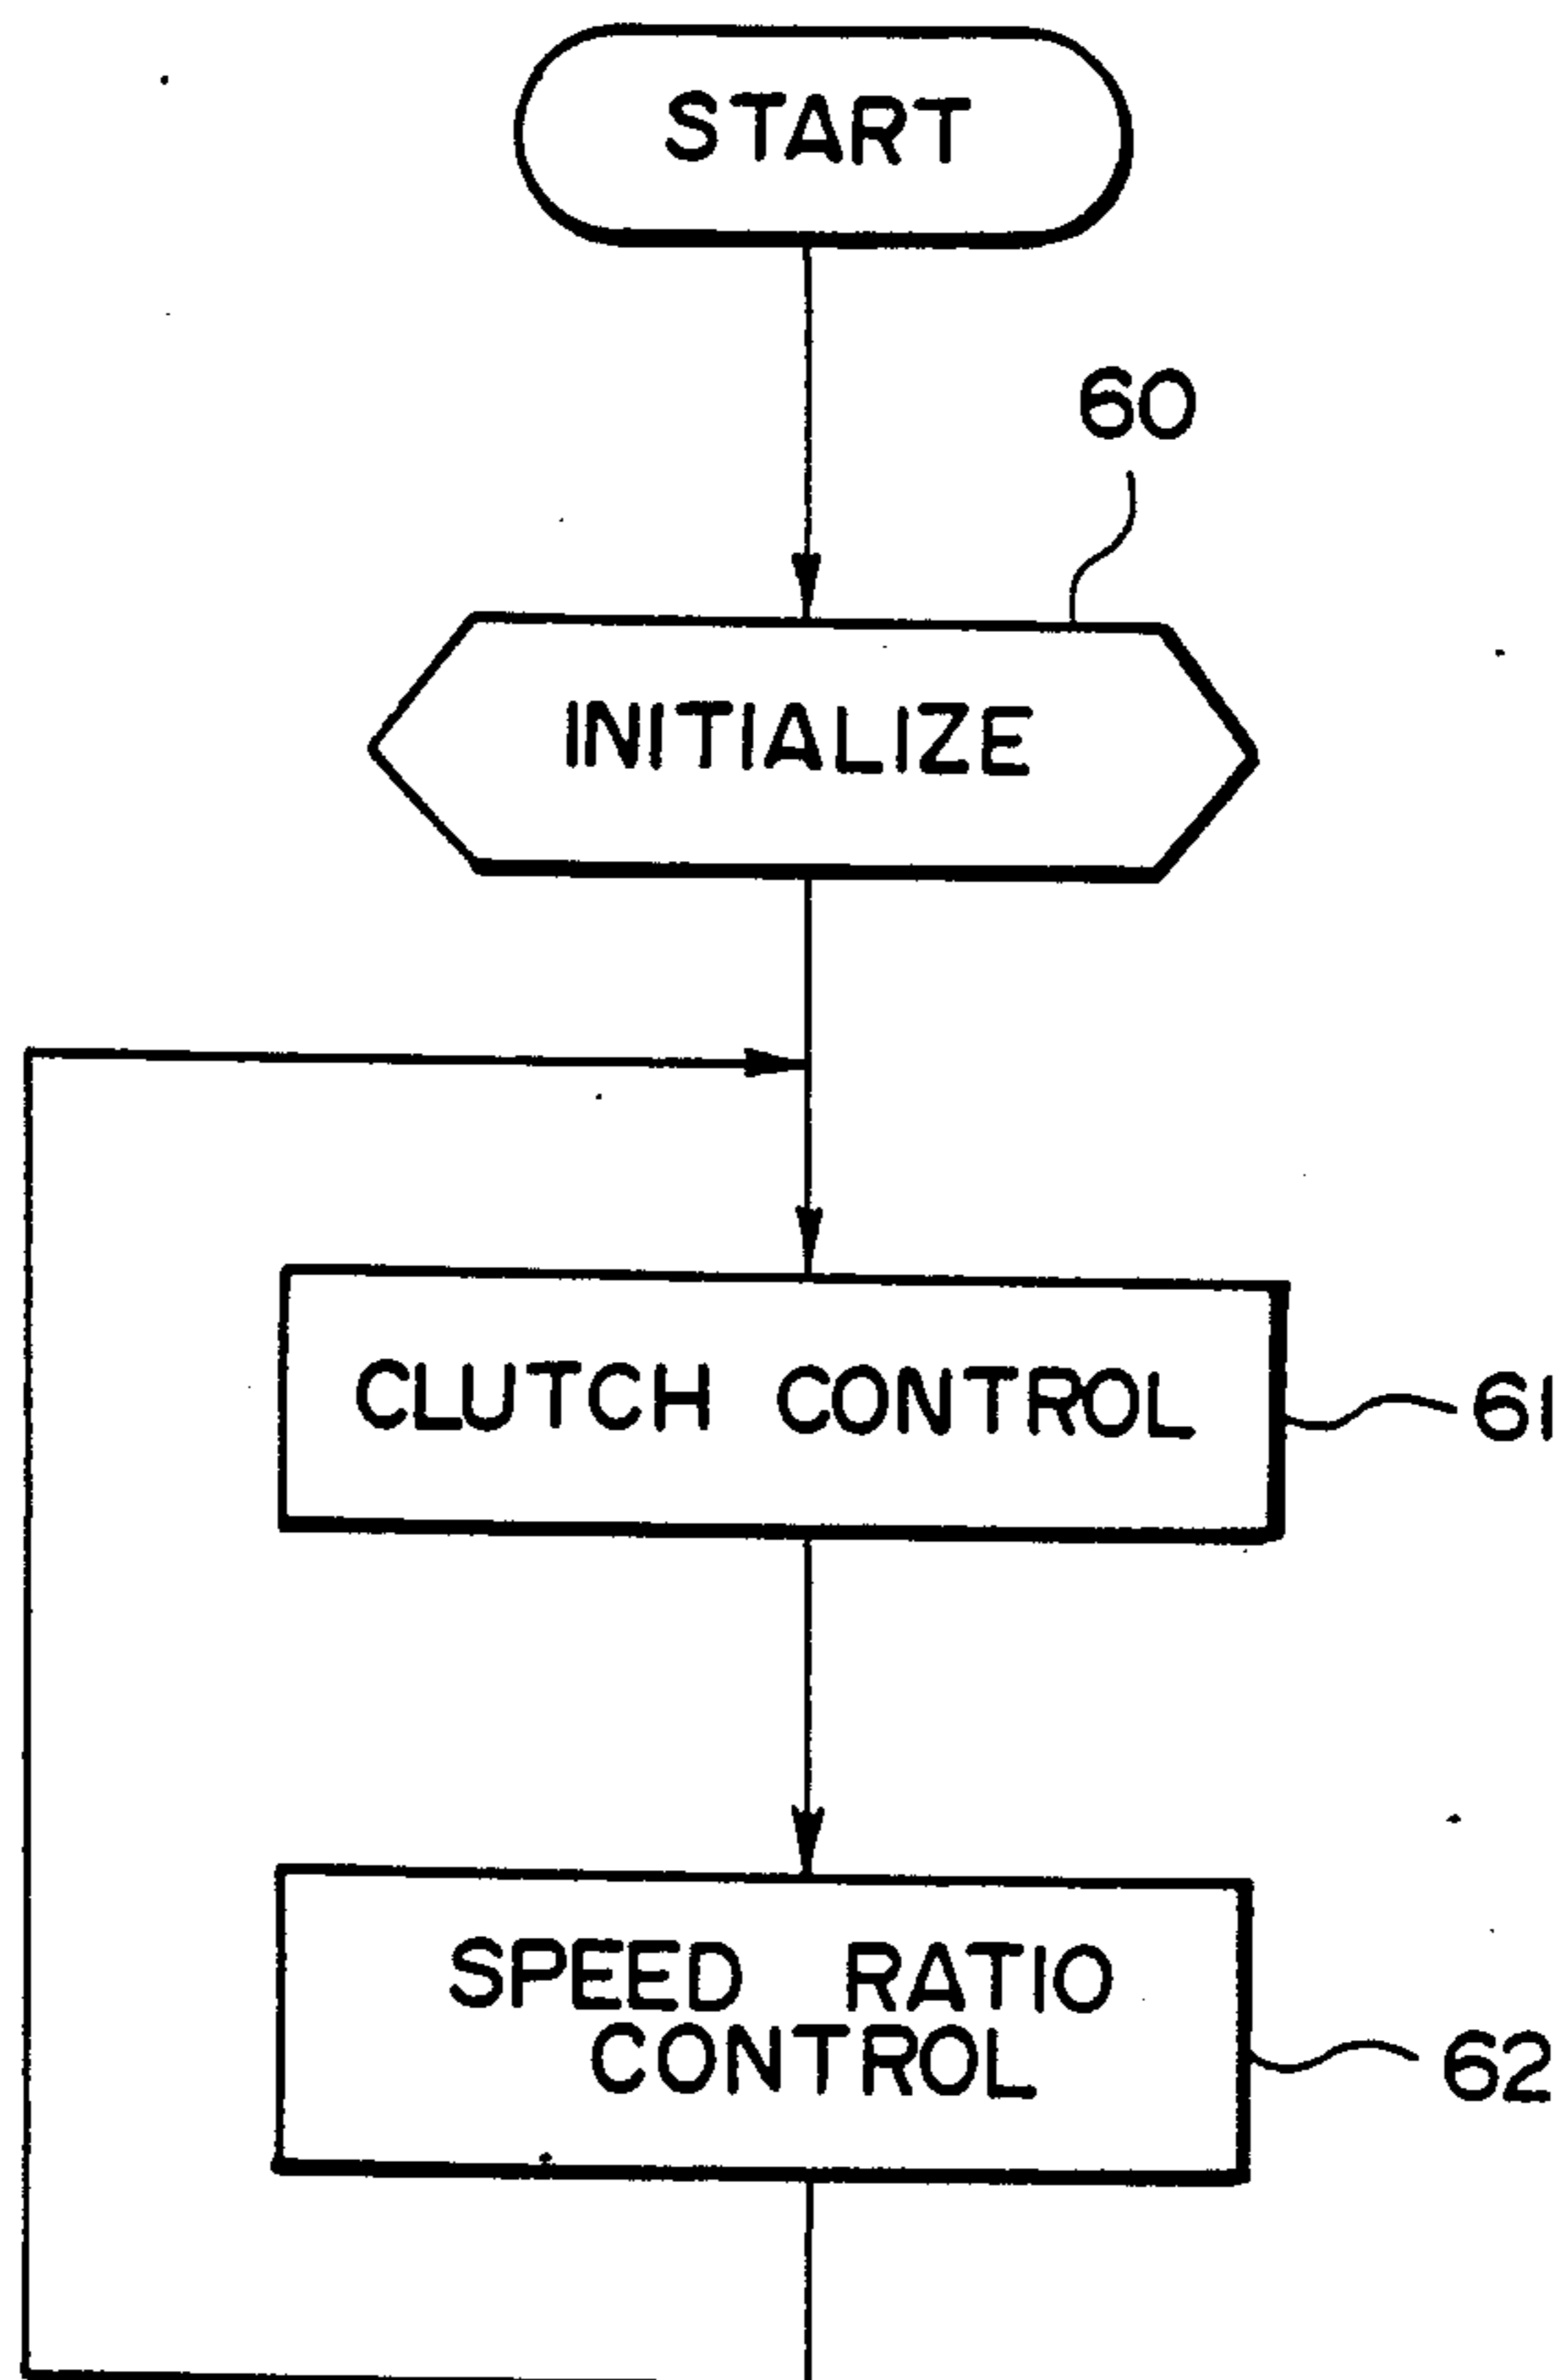 START
60
INITIALIZE
CLUTCH CONTROL
61
SPEED RATIO
CONTROL
62